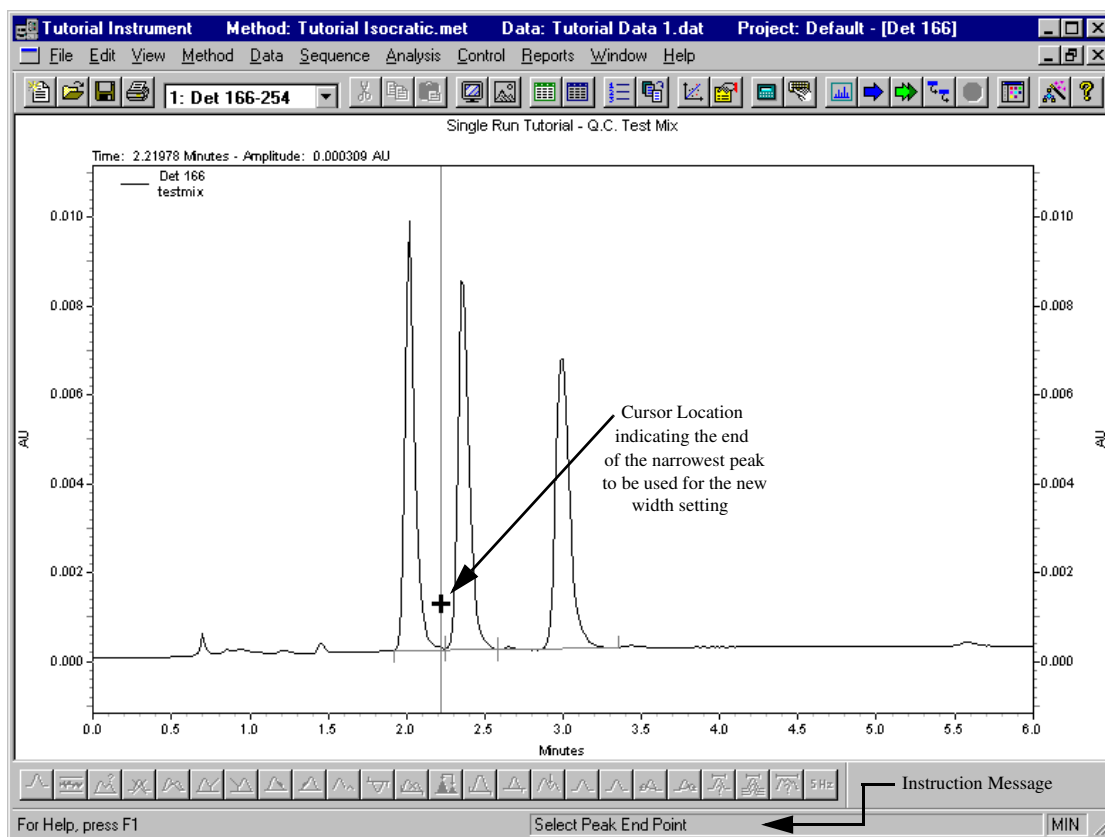 Tutorial Instrument Method: Tutorial Isocratic.met Data: Tutorial Data 1.dat Project: Default - [Det 166]
File Edit View Method Data Sequence Analysis Control Reports Window Help
1: Det 166-254
Single Run Tutorial - Q.C. Test Mix
Time: 2.21978 Minutes - Amplitude: 0.000309 AU
Det 166
testmix
0.010 0.010
0.008 0.008
0.006 0.006
0.004 0.004
0.002 0.002
0.000 0.000
AU AU
Cursor Location
indicating the end
of the narrowest peak
to be used for the new
width setting
0.0 0.5 1.0 1.5 2.0 2.5 3.0 3.5 4.0 4.5 5.0 5.5 6.0
Minutes
5Hz
Instruction Message
For Help, press F1 Select Peak End Point MIN